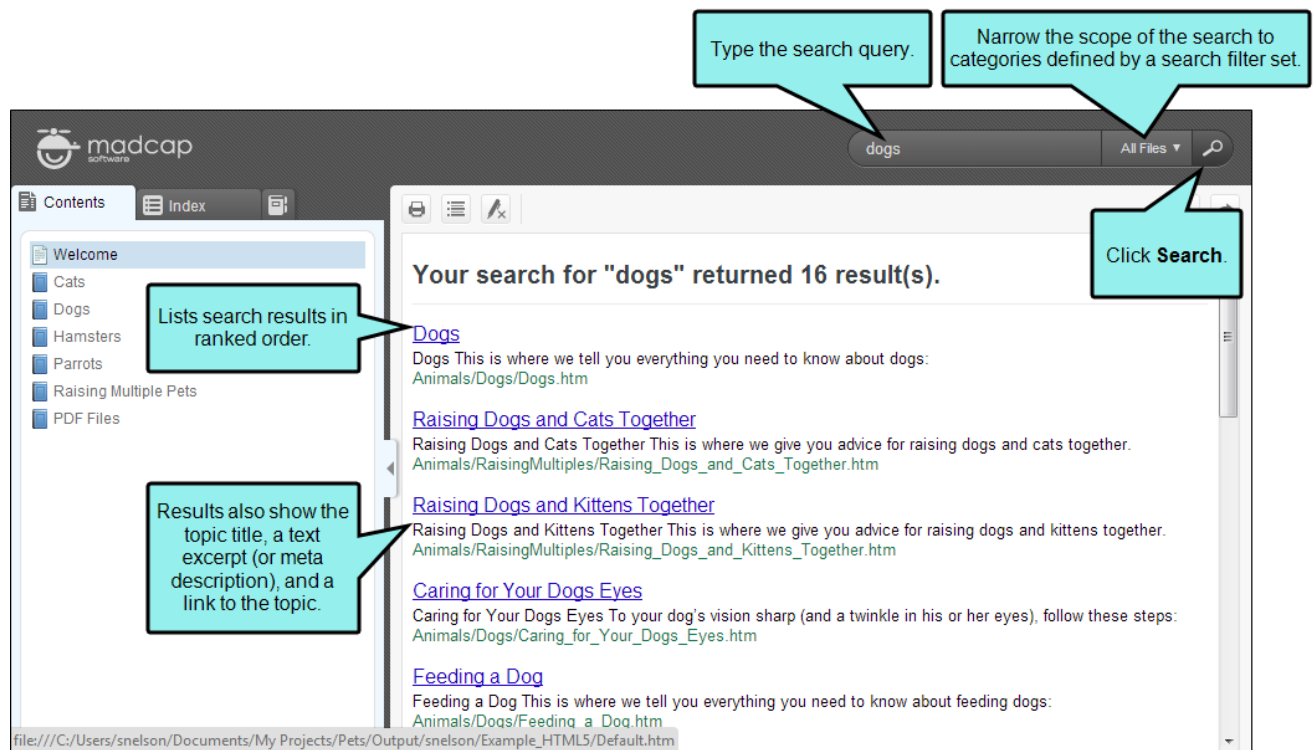 Type the search query.
Narrow the scope of the search to
categories defined by a search filter set.
madcap
software
dogs
All Files ▼
Contents
Index
Click Search.
Welcome
Cats
Dogs
Hamsters
Parrots
Raising Multiple Pets
PDF Files
Lists search results in
ranked order.
Results also show the
topic title, a text
excerpt (or meta
description), and a
link to the topic.
Your search for "dogs" returned 16 result(s).
Dogs
Dogs This is where we tell you everything you need to know about dogs:
Animals/Dogs/Dogs.htm
Raising Dogs and Cats Together
Raising Dogs and Cats Together This is where we give you advice for raising dogs and cats together.
Animals/RaisingMultiples/Raising_Dogs_and_Cats_Together.htm
Raising Dogs and Kittens Together
Raising Dogs and Kittens Together This is where we give you advice for raising dogs and kittens together.
Animals/RaisingMultiples/Raising_Dogs_and_Kittens_Together.htm
Caring for Your Dogs Eyes
Caring for Your Dogs Eyes To your dog's vision sharp (and a twinkle in his or her eyes), follow these steps:
Animals/Dogs/Caring_for_Your_Dogs_Eyes.htm
Feeding a Dog
Feeding a Dog This is where we tell you everything you need to know about feeding dogs:
Animals/Dogs/Feeding_a_Dog.htm
file:///C:/Users/snelson/Documents/My Projects/Pets/Output/snelson/Example_HTML5/Default.htm